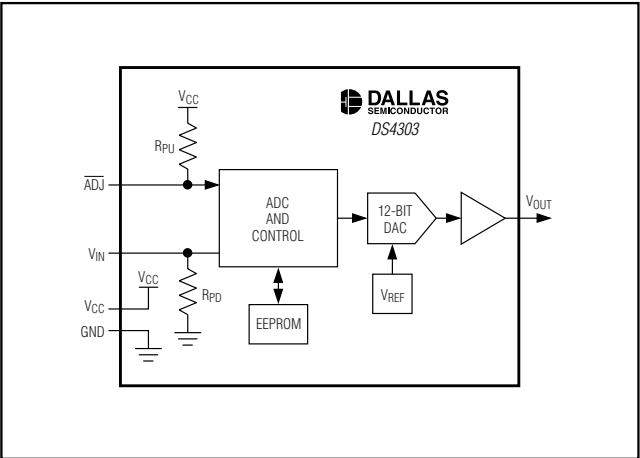 DALLAS
SEMICONDUCTOR
DS4303
VCC
RPU
ADJ
ADC
AND
CONTROL
12-BIT
DAC
VOUT
VIN
VCC
RPD
VREF
VCC
EEPROM
GND